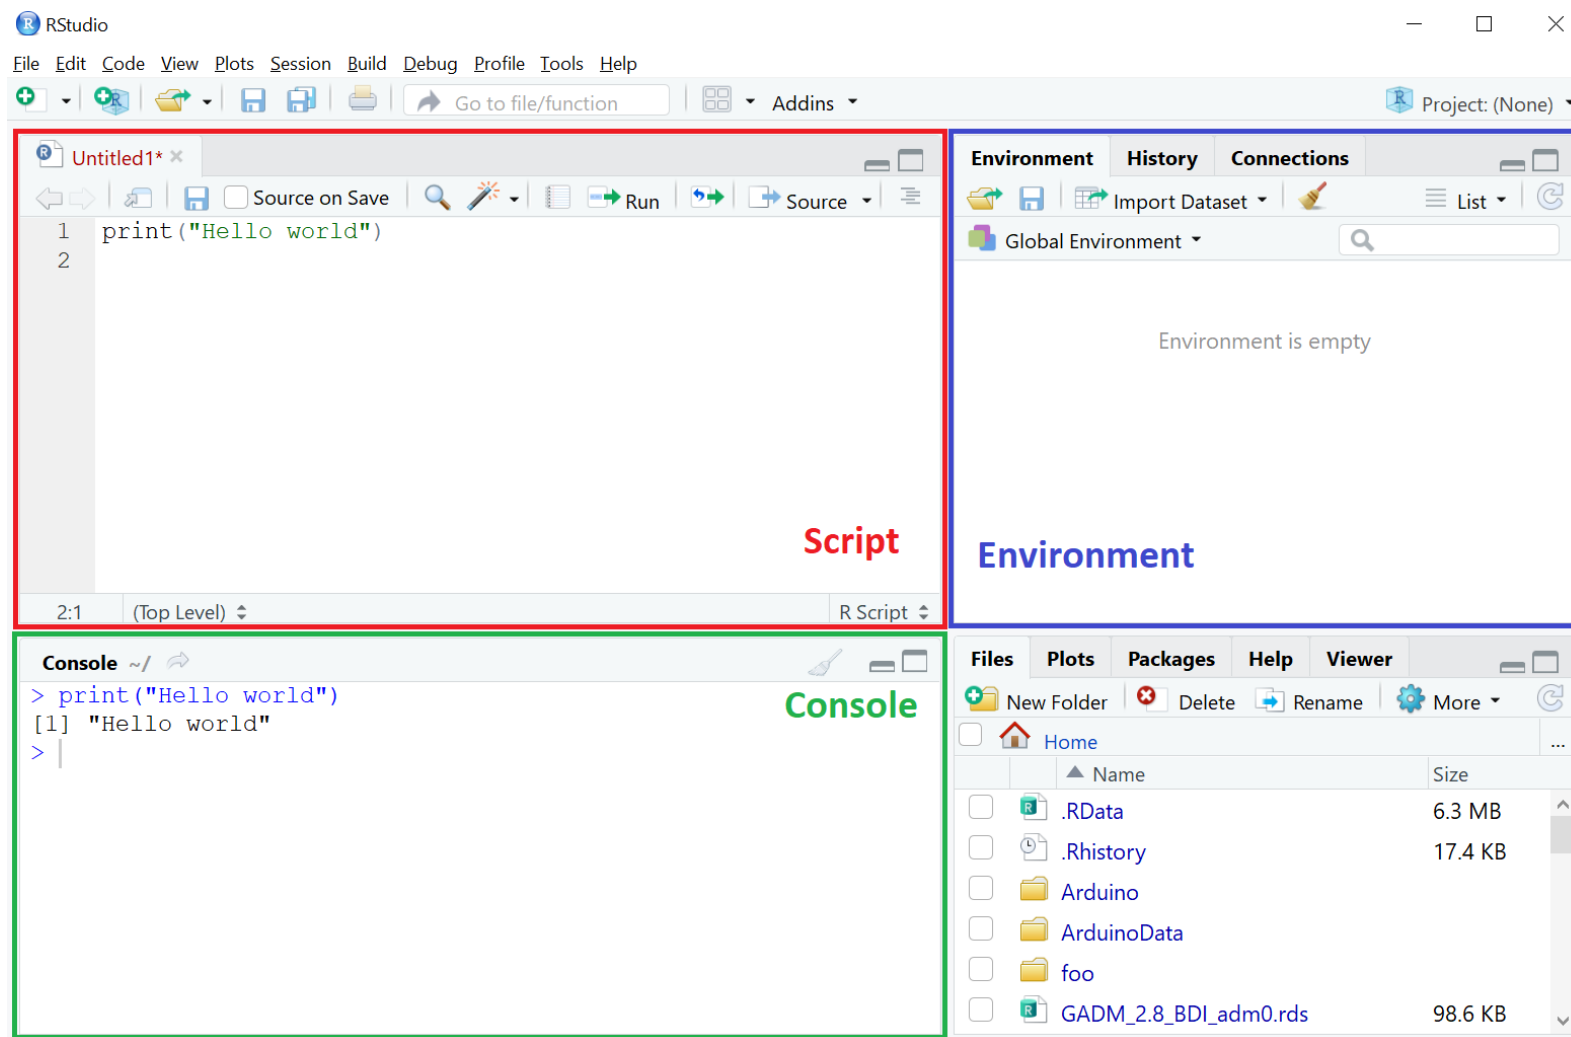 RStudio
File Edit Code View Plots Session Build Debug Profile Tools Help
Go to file/function Addins Project: (None)
Untitled1*
Source on Save Run Source
1 print("Hello world")
2
Script
2:1 (Top Level) R Script
Environment History Connections
Import Dataset List
Global Environment
Environment is empty
Environment
Console ~/
> print("Hello world")
[1] "Hello world"
>
Console
Files Plots Packages Help Viewer
New Folder Delete Rename More
Home ...
Name Size
.RData 6.3 MB
.Rhistory 17.4 KB
Arduino
ArduinoData
foo
GADM_2.8_BDI_adm0.rds 98.6 KB